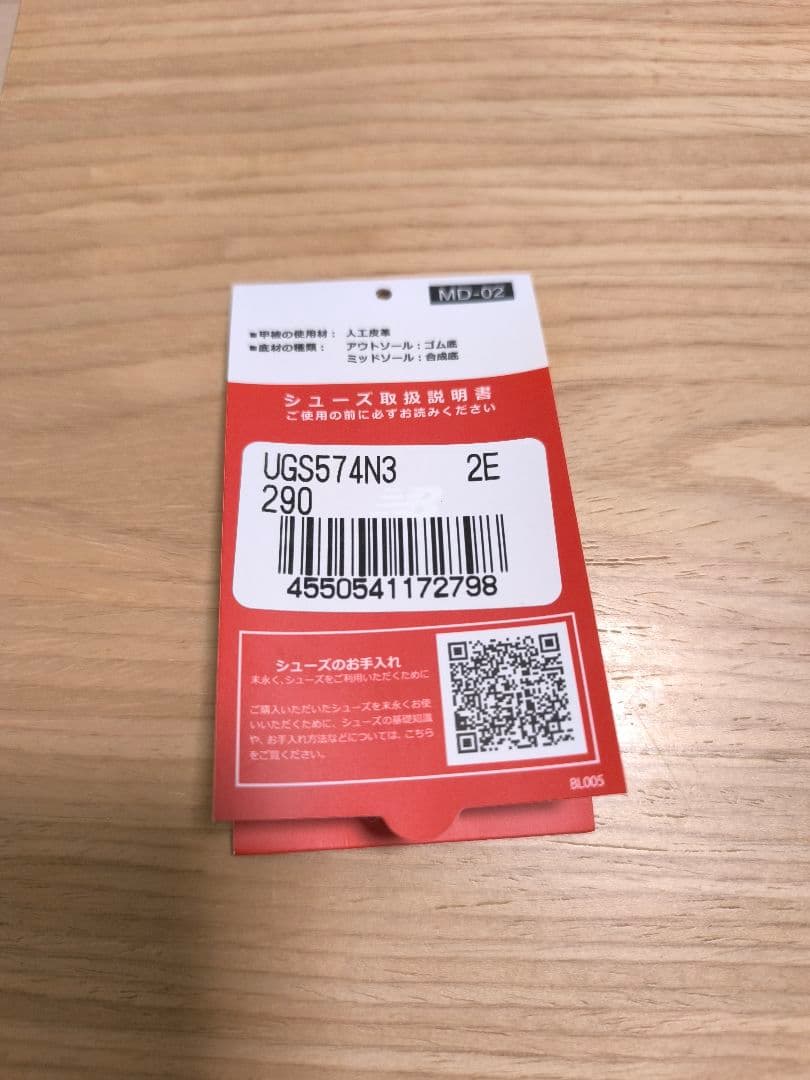 MD-02
※甲被の使用材： 人工皮革
※底材の種類： アウトソール：ゴム底
ミッドソール：合成底
シューズ取扱説明書
ご使用の前に必ずお読みください
UGS574N3 2E
290
4550541172798
シューズのお手入れ
末永く、シューズをご利用いただくために
ご購入いただいたシューズを末永くお使
いいただくために、シューズの基礎知識
や、お手入れ方法などについては、こちら
をご覧ください。
BL005